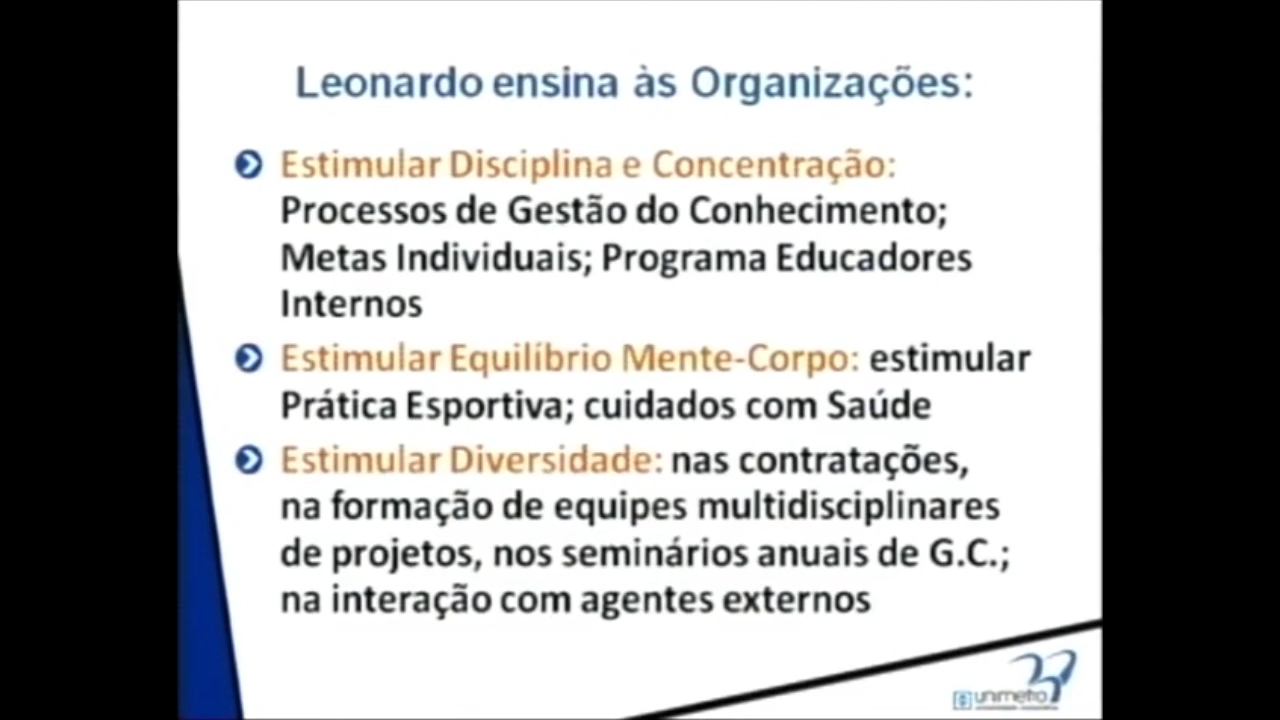 Leonardo ensina às Organizações:
Estimular Disciplina e Concentração:
Processos de Gestão do Conhecimento;
Metas Individuais; Programa Educadores
Internos
Estimular Equilíbrio Mente-Corpo: estimular
Prática Esportiva; cuidados com Saúde
Estimular Diversidade: nas contratações,
na formação de equipes multidisciplinares
de projetos, nos seminários anuais de G.C.;
na interação com agentes externos
unimetro